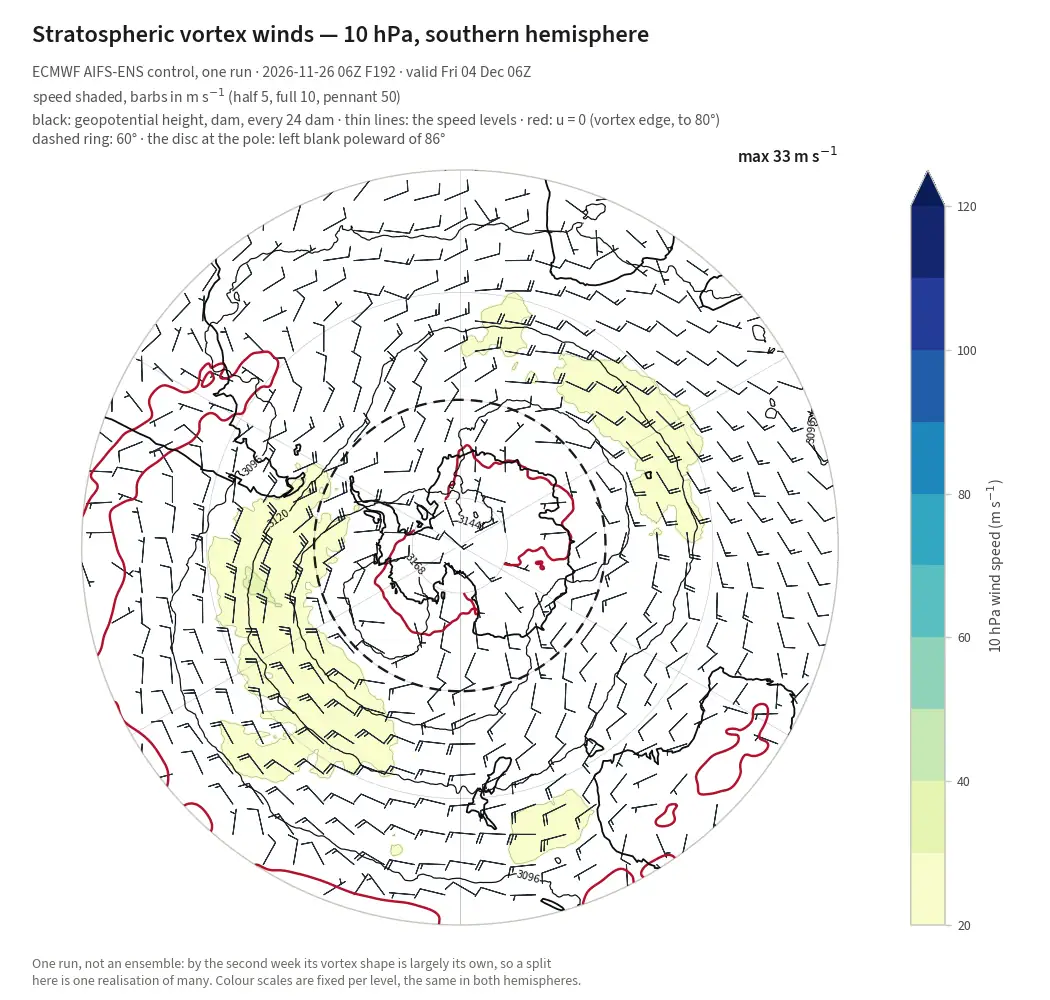 Stratospheric vortex winds — 10 hPa, southern hemisphere
ECMWF AIFS-ENS control, one run · 2026-11-26 06Z F192 · valid Fri 04 Dec 06Z
speed shaded, barbs in m s⁻¹ (half 5, full 10, pennant 50)
black: geopotential height, dam, every 24 dam · thin lines: the speed levels · red: u = 0 (vortex edge, to 80°)
dashed ring: 60° · the disc at the pole: left blank poleward of 86°
max 33 m s⁻¹
120
100
80
60
40
20
10 hPa wind speed (m s⁻¹)
3096
3096
3120
3144
3168
3096
One run, not an ensemble: by the second week its vortex shape is largely its own, so a split
here is one realisation of many. Colour scales are fixed per level, the same in both hemispheres.